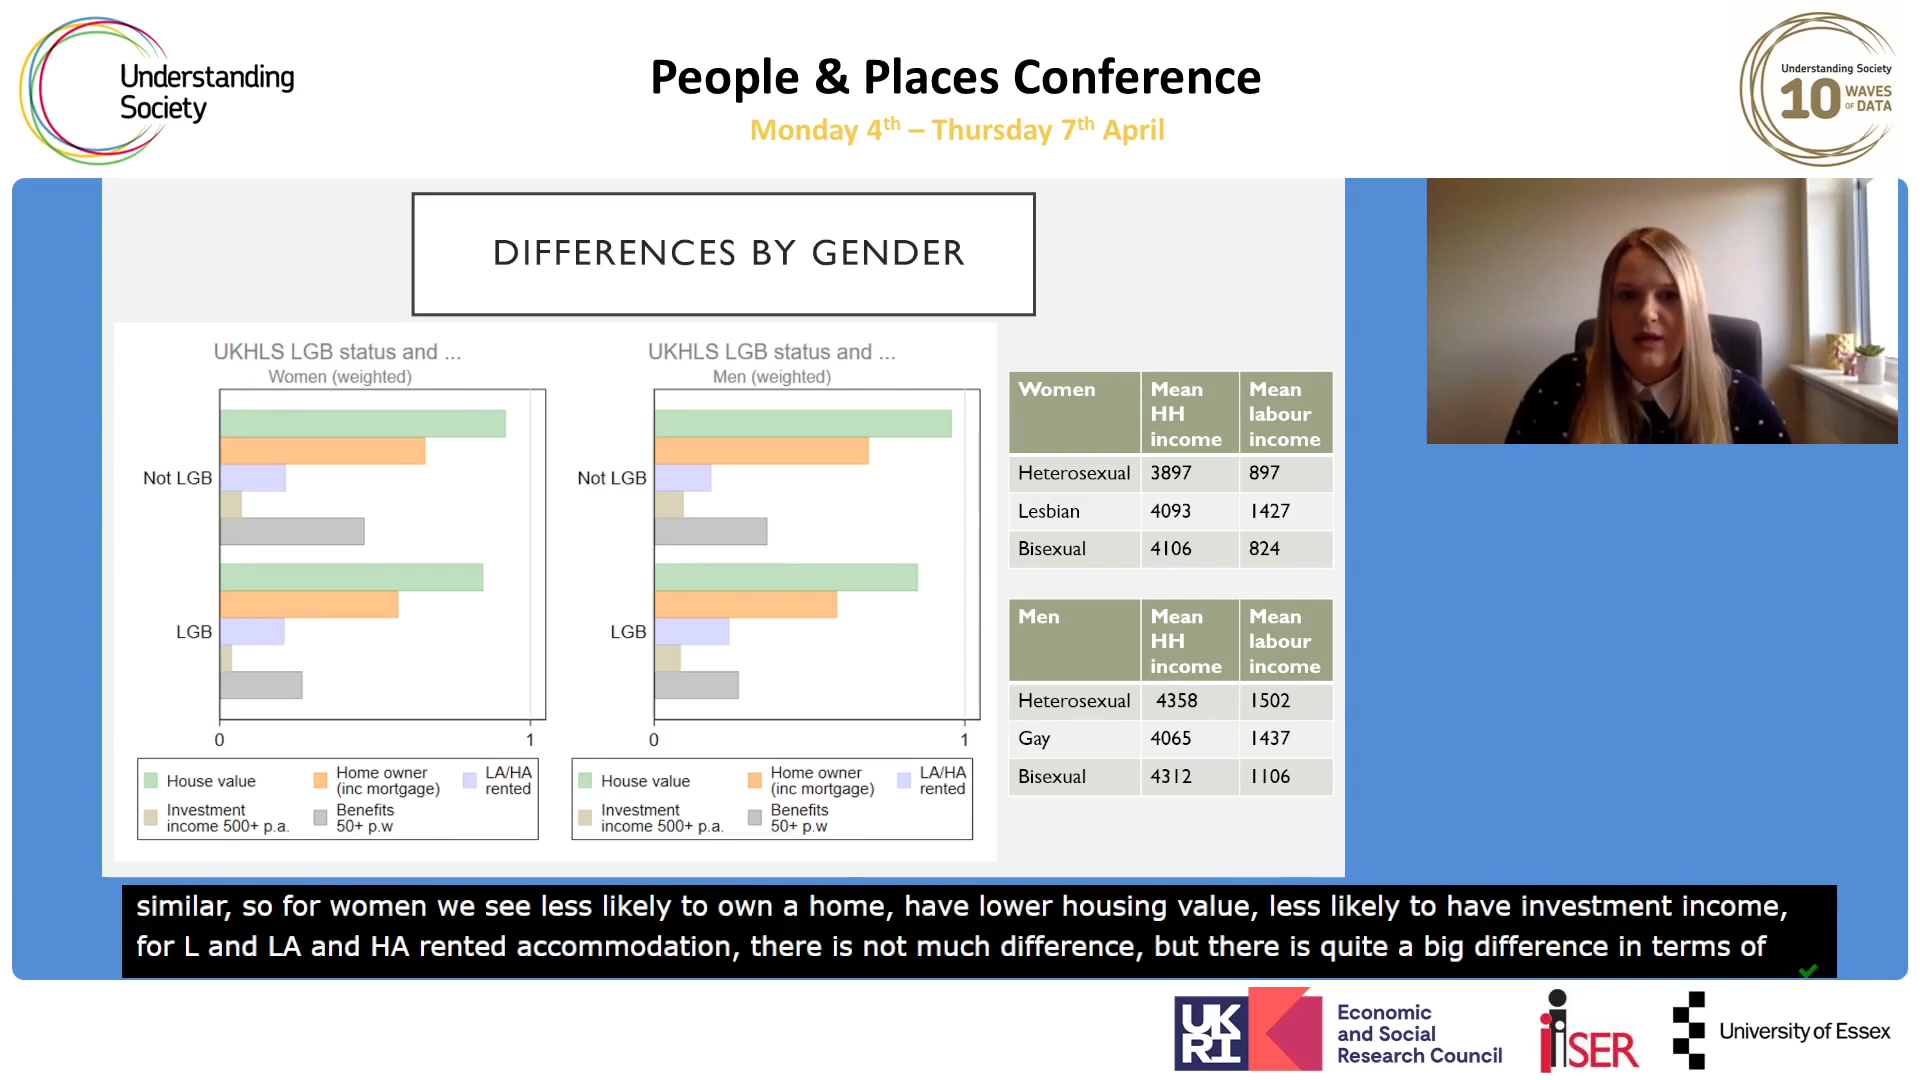 Understanding
Society
People & Places Conference
Monday 4th – Thursday 7th April
Understanding Society
10 WAVES
OF DATA
DIFFERENCES BY GENDER
UKHLS LGB status and ...
Women (weighted)
Not LGB
LGB
0 1
House value
Home owner
(inc mortgage)
LA/HA
rented
Investment
income 500+ p.a.
Benefits
50+ p.w
UKHLS LGB status and ...
Men (weighted)
Not LGB
LGB
0 1
House value
Home owner
(inc mortgage)
LA/HA
rented
Investment
income 500+ p.a.
Benefits
50+ p.w
Women Mean Mean
HH labour
income income
Heterosexual 3897 897
Lesbian 4093 1427
Bisexual 4106 824
Men Mean Mean
HH labour
income income
Heterosexual 4358 1502
Gay 4065 1437
Bisexual 4312 1106
similar, so for women we see less likely to own a home, have lower housing value, less likely to have investment income,
for L and LA and HA rented accommodation, there is not much difference, but there is quite a big difference in terms of
UK
RI
Economic
and Social
Research Council
iSER
University of Essex